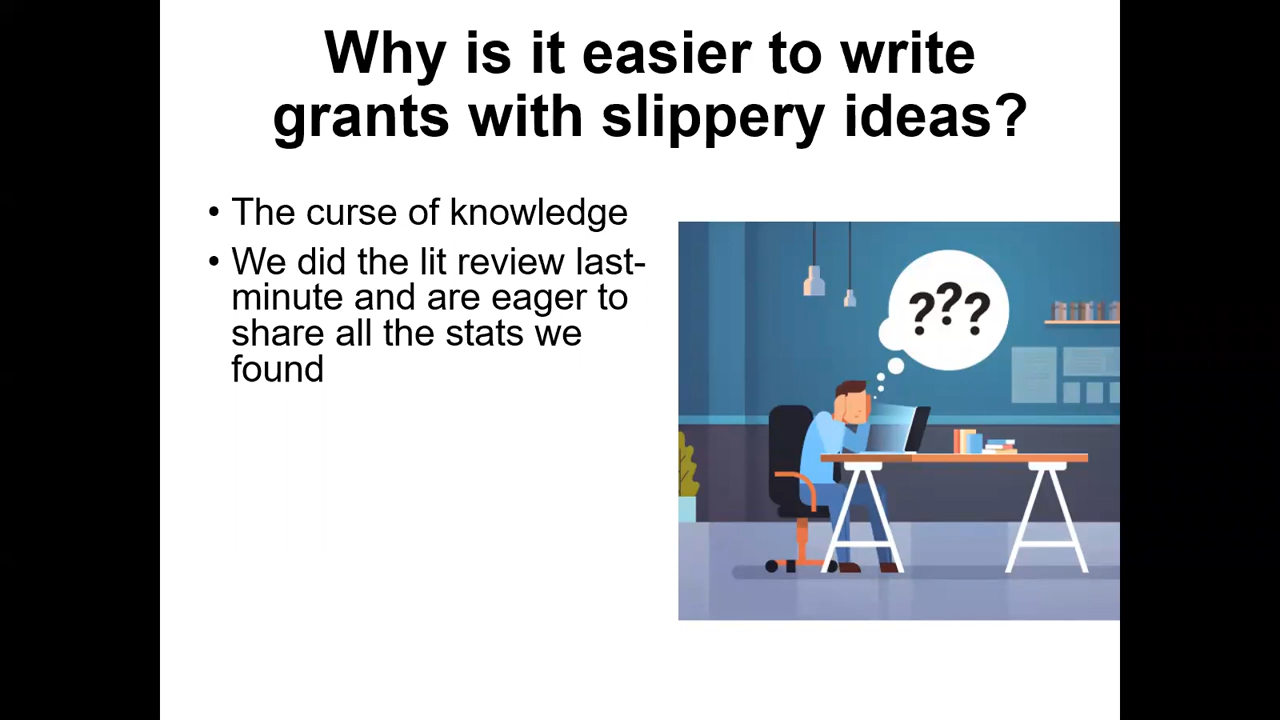 Why is it easier to write
grants with slippery ideas?
• The curse of knowledge
• We did the lit review last-
minute and are eager to
share all the stats we
found
???